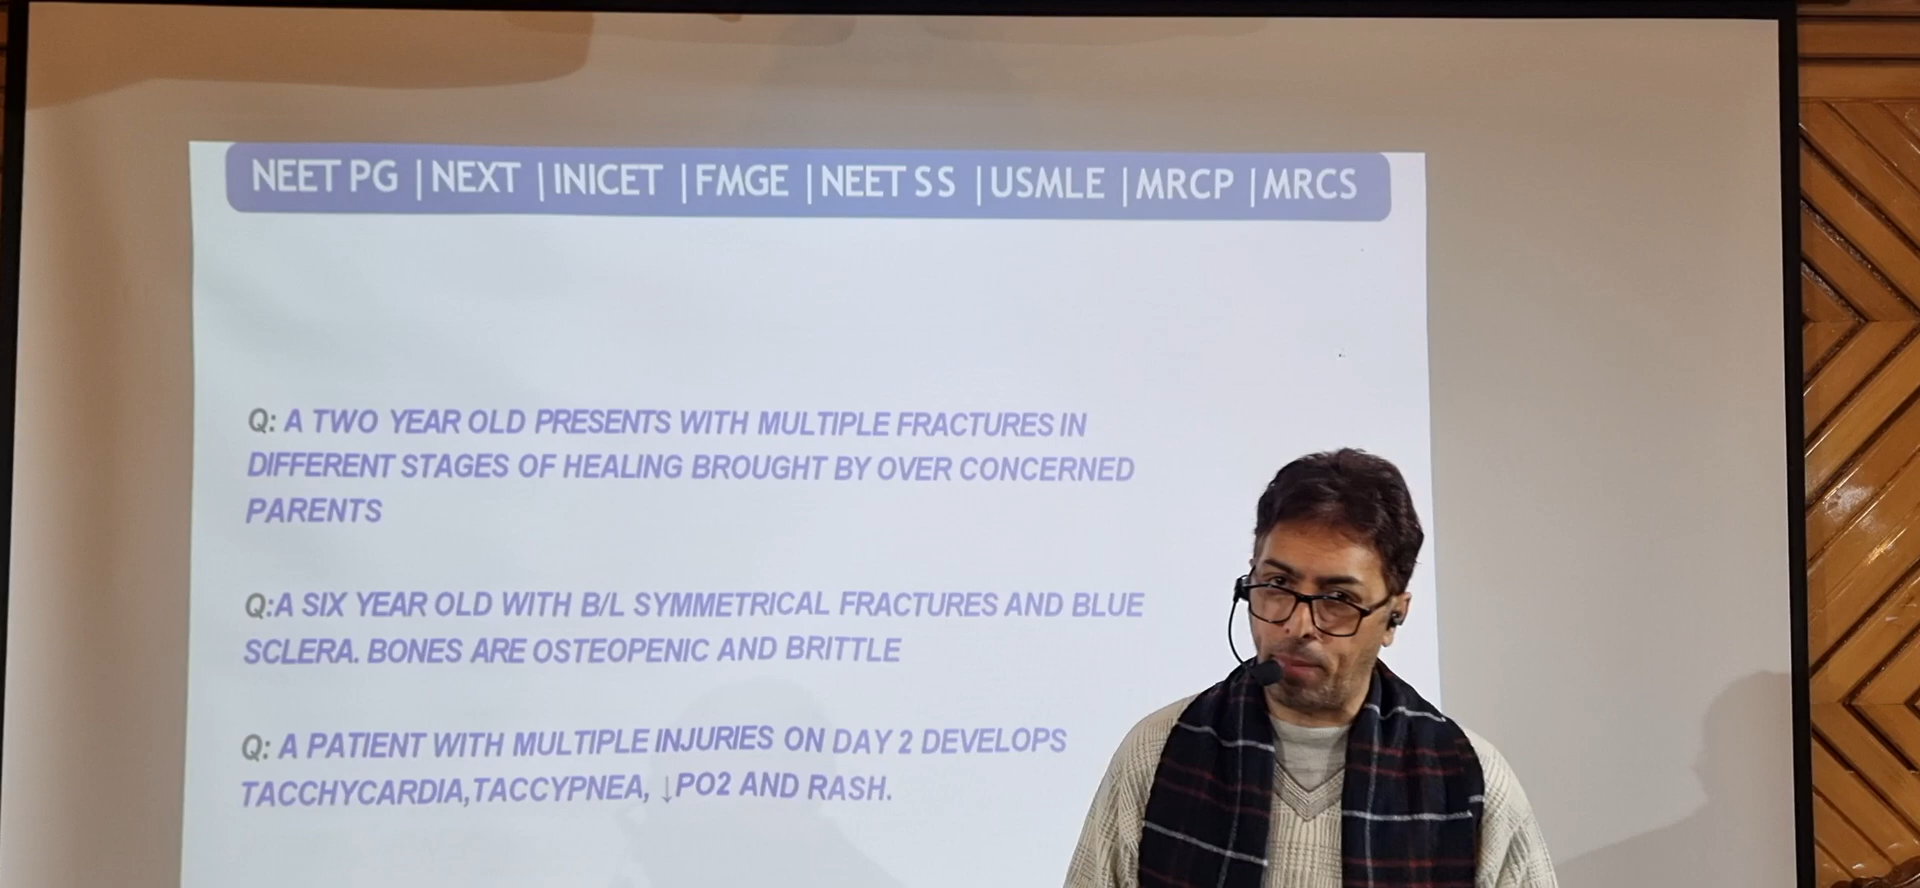 NEET PG | NEXT | INICET | FMGE | NEET SS | USMLE | MRCP | MRCS
Q: A TWO YEAR OLD PRESENTS WITH MULTIPLE FRACTURES IN
DIFFERENT STAGES OF HEALING BROUGHT BY OVER CONCERNED
PARENTS
Q:A SIX YEAR OLD WITH B/L SYMMETRICAL FRACTURES AND BLUE
SCLERA. BONES ARE OSTEOPENIC AND BRITTLE
Q: A PATIENT WITH MULTIPLE INJURIES ON DAY 2 DEVELOPS
TACCHYCARDIA,TACCYPNEA, ↓PO2 AND RASH.